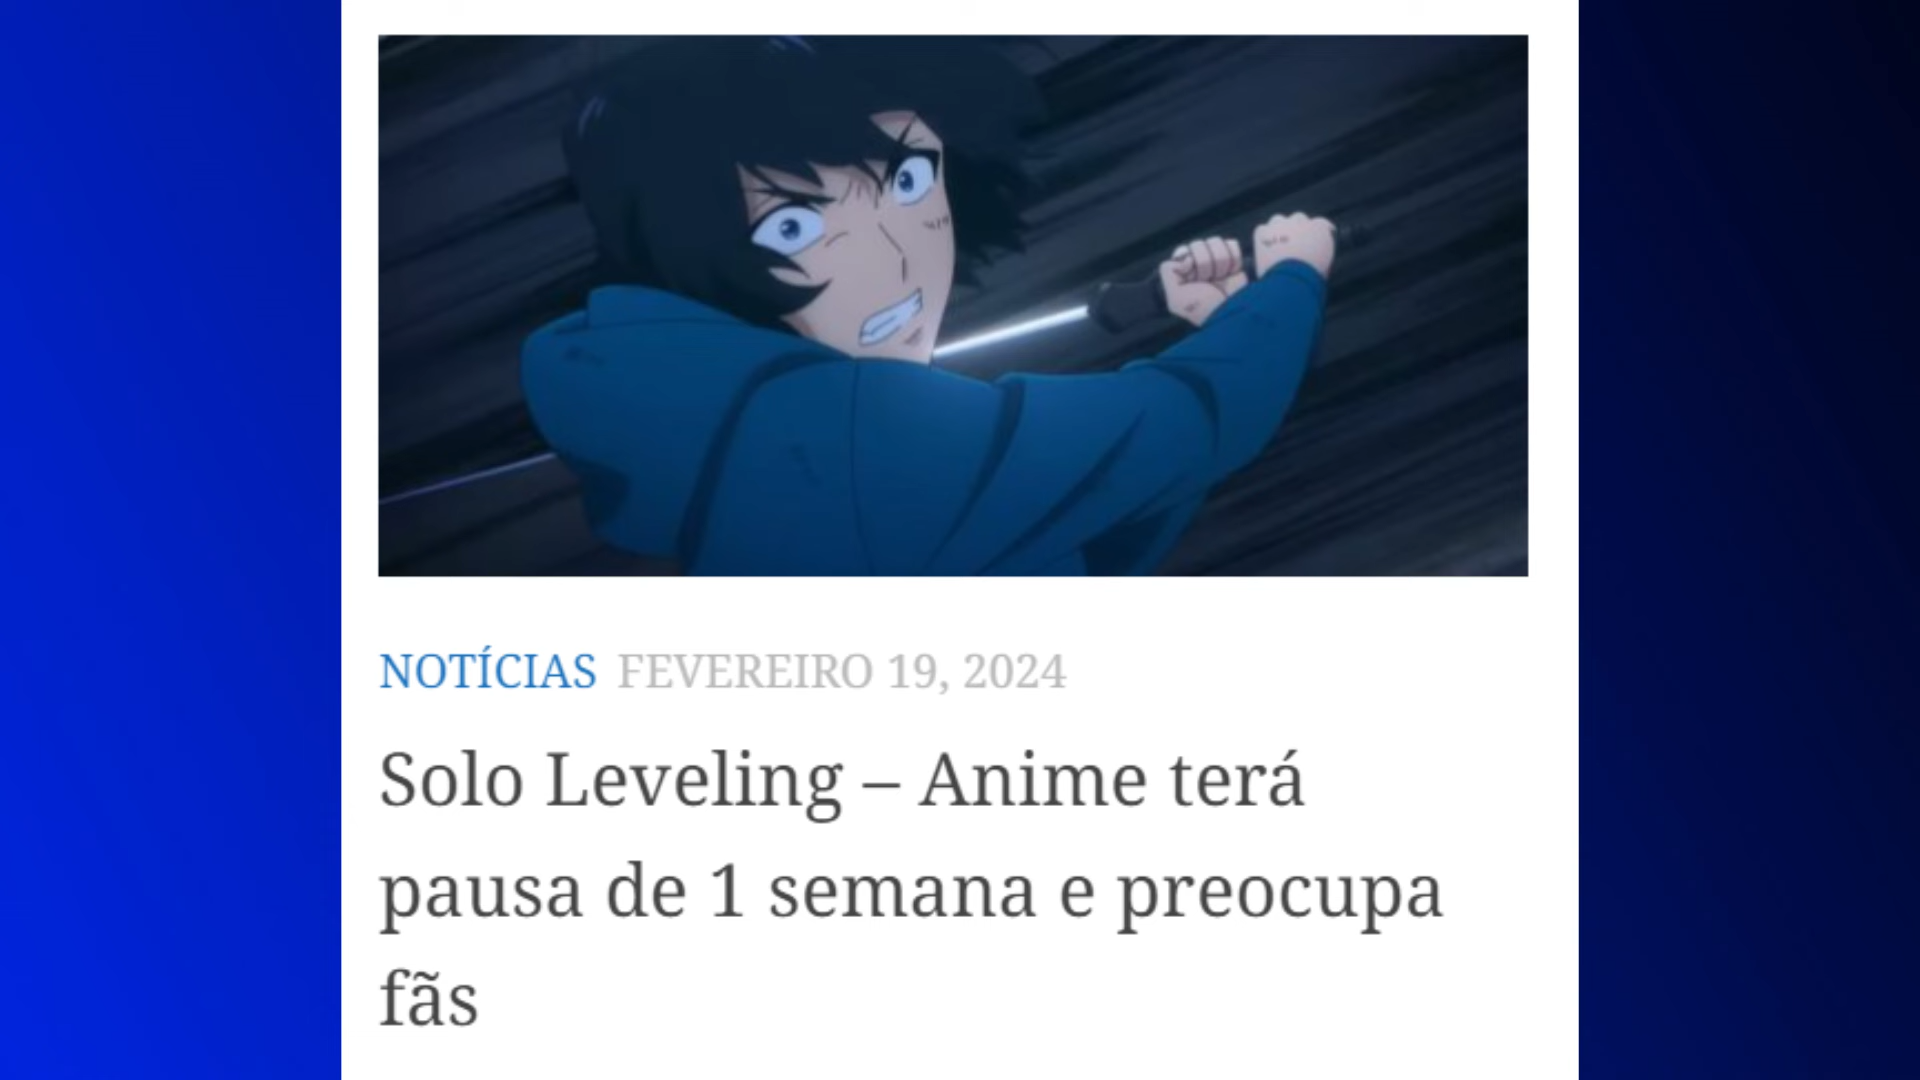 NOTÍCIAS FEVEREIRO 19, 2024
Solo Leveling – Anime terá
pausa de 1 semana e preocupa
fãs